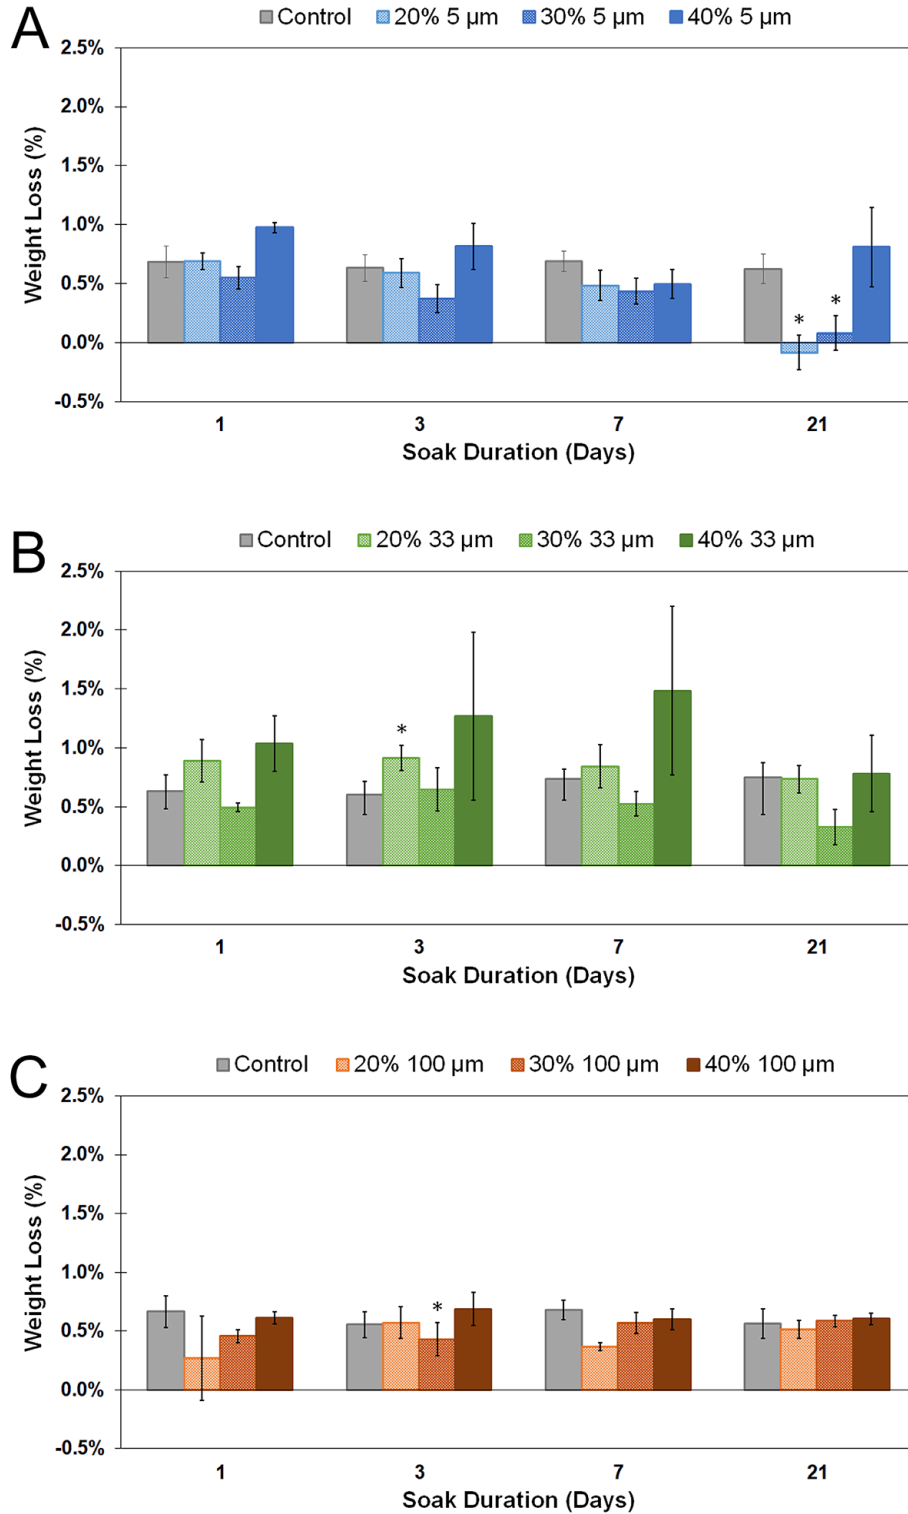 A
Control 20% 5 µm 30% 5 µm 40% 5 µm
2.5%
2.0%
1.5%
1.0%
0.5%
0.0%
-0.5%
Weight Loss (%)
* *
1 3 7 21
Soak Duration (Days)
B
Control 20% 33 µm 30% 33 µm 40% 33 µm
2.5%
2.0%
1.5%
1.0%
0.5%
0.0%
-0.5%
Weight Loss (%)
*
1 3 7 21
Soak Duration (Days)
C
Control 20% 100 µm 30% 100 µm 40% 100 µm
2.5%
2.0%
1.5%
1.0%
0.5%
0.0%
-0.5%
Weight Loss (%)
*
1 3 7 21
Soak Duration (Days)